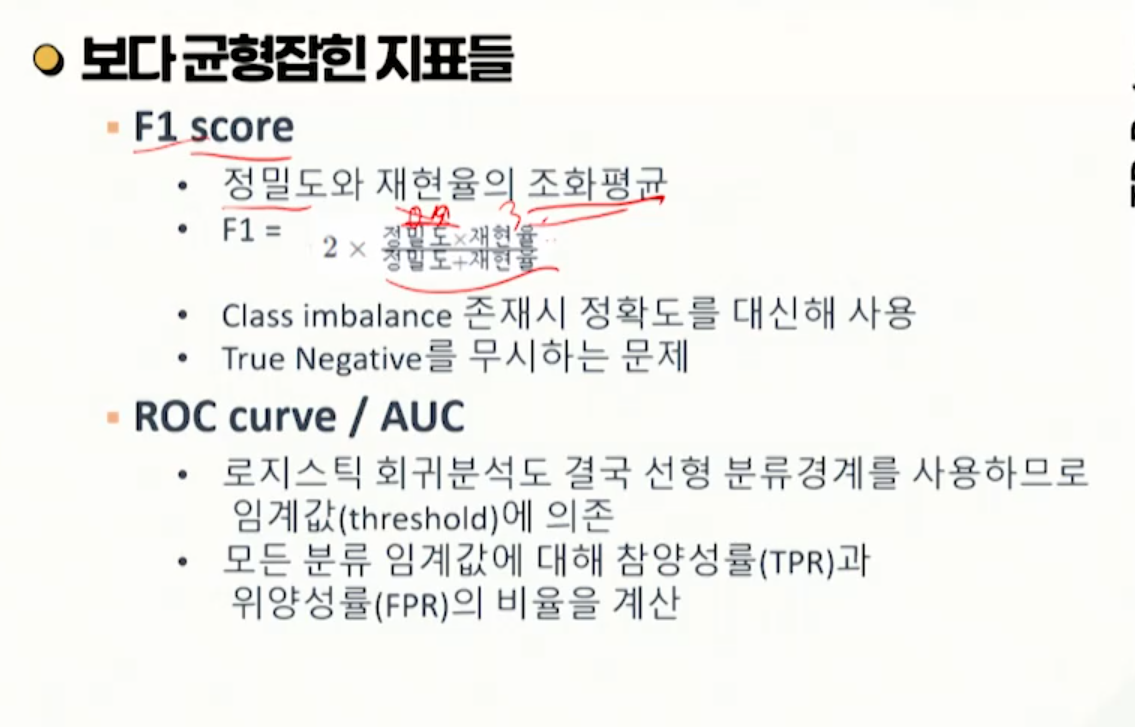 보다 균형잡힌 지표들
F1 score
정밀도와 재현율의 조화평균
F1 = 2 × 정밀도×재현율
정밀도+재현율
Class imbalance 존재시 정확도를 대신해 사용
True Negative를 무시하는 문제
ROC curve / AUC
로지스틱 회귀분석도 결국 선형 분류경계를 사용하므로
임계값(threshold)에 의존
모든 분류 임계값에 대해 참양성률(TPR)과
위양성률(FPR)의 비율을 계산